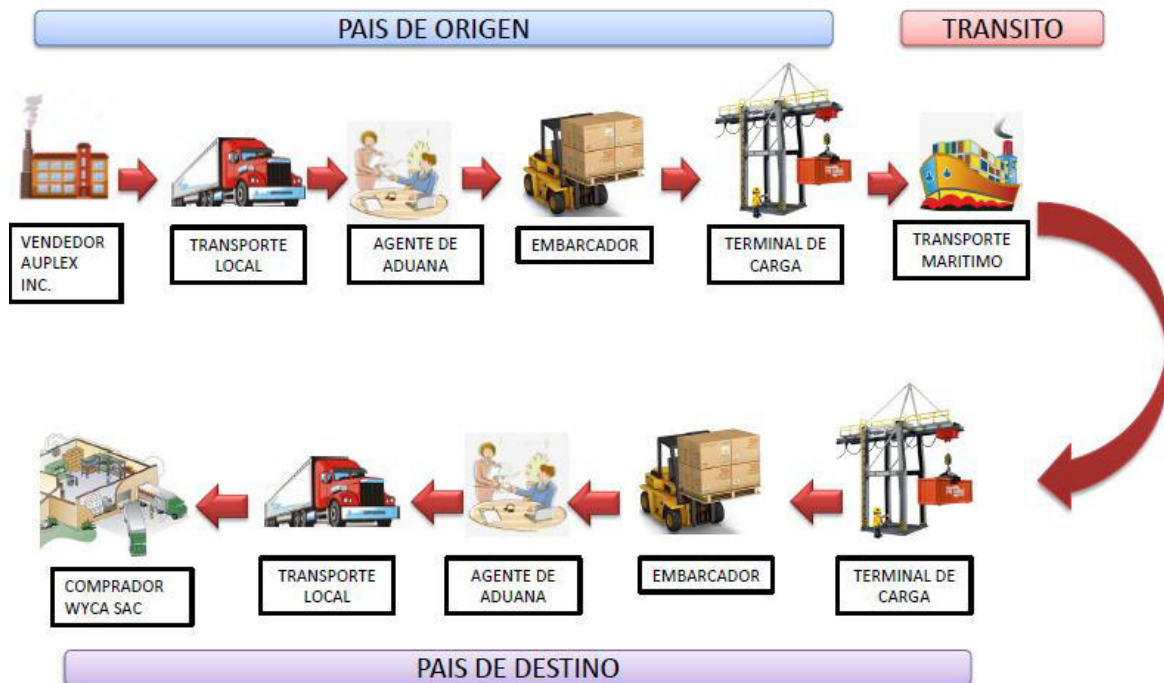 PAIS DE ORIGEN
TRANSITO
VENDEDOR
AUPLEX
INC.
TRANSPORTE
LOCAL
AGENTE DE
ADUANA
EMBARCADOR
TERMINAL DE
CARGA
TRANSPORTE
MARITIMO
COMPRADOR
WYCA SAC
TRANSPORTE
LOCAL
AGENTE DE
ADUANA
EMBARCADOR
TERMINAL DE
CARGA
PAIS DE DESTINO